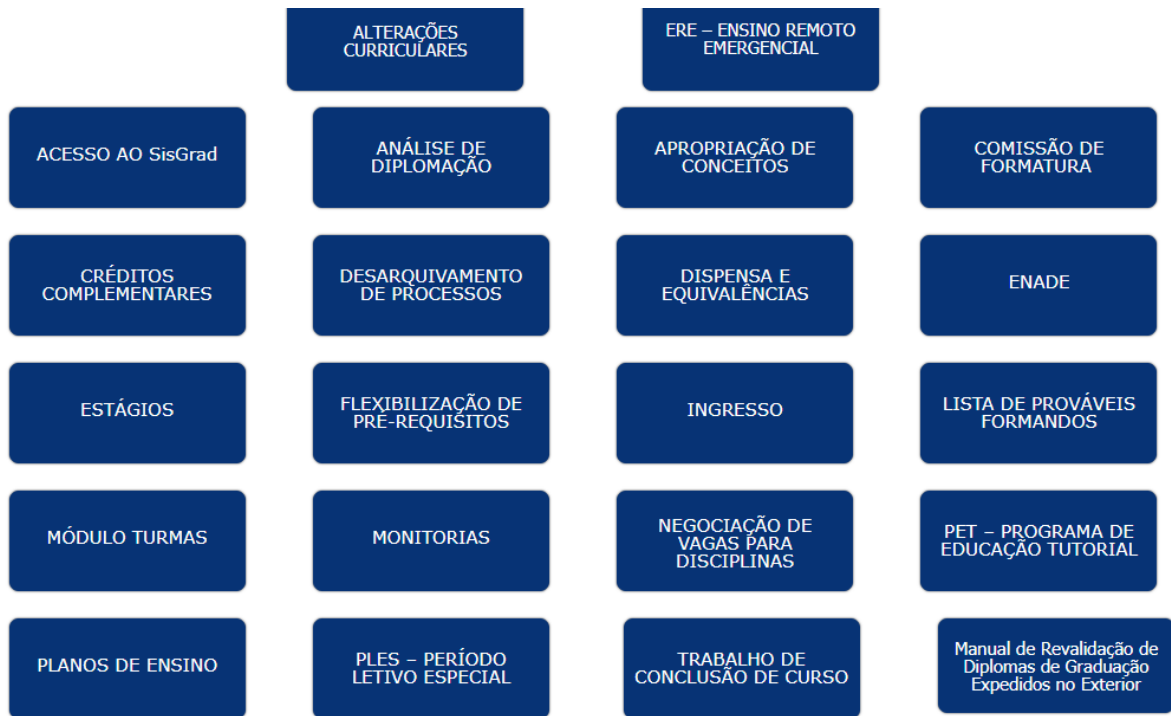 ALTERAÇÕES
CURRICULARES
ERE – ENSINO REMOTO
EMERGENCIAL
ACESSO AO SisGrad
ANÁLISE DE
DIPLOMAÇÃO
APROPRIAÇÃO DE
CONCEITOS
COMISSÃO DE
FORMATURA
CRÉDITOS
COMPLEMENTARES
DESARQUIVAMENTO
DE PROCESSOS
DISPENSA E
EQUIVALÊNCIAS
ENADE
ESTÁGIOS
FLEXIBILIZAÇÃO DE
PRÉ-REQUISITOS
INGRESSO
LISTA DE PROVÁVEIS
FORMANDOS
MÓDULO TURMAS
MONITORIAS
NEGOCIAÇÃO DE
VAGAS PARA
DISCIPLINAS
PET – PROGRAMA DE
EDUCAÇÃO TUTORIAL
PLANOS DE ENSINO
PLES – PERÍODO
LETIVO ESPECIAL
TRABALHO DE
CONCLUSÃO DE CURSO
Manual de Revalidação de
Diplomas de Graduação
Expedidos no Exterior